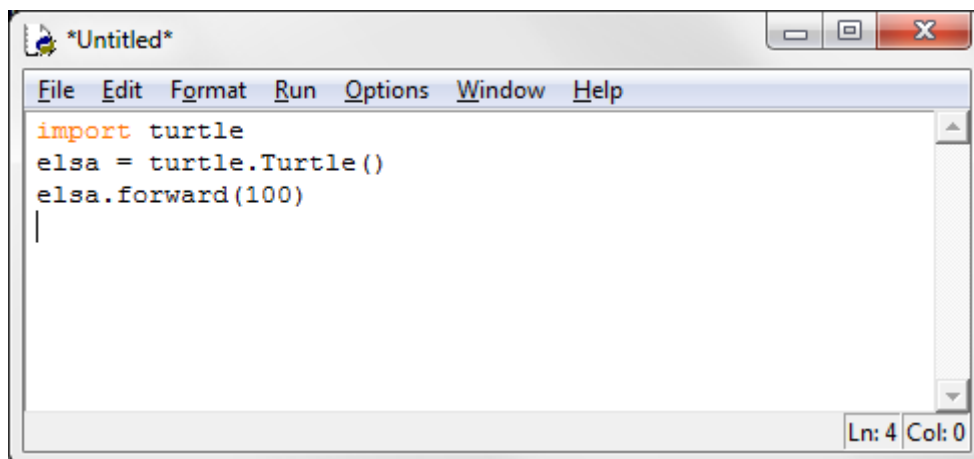 *Untitled*
File Edit Format Run Options Window Help
import turtle
elsa = turtle.Turtle()
elsa.forward(100)
Ln: 4 Col: 0